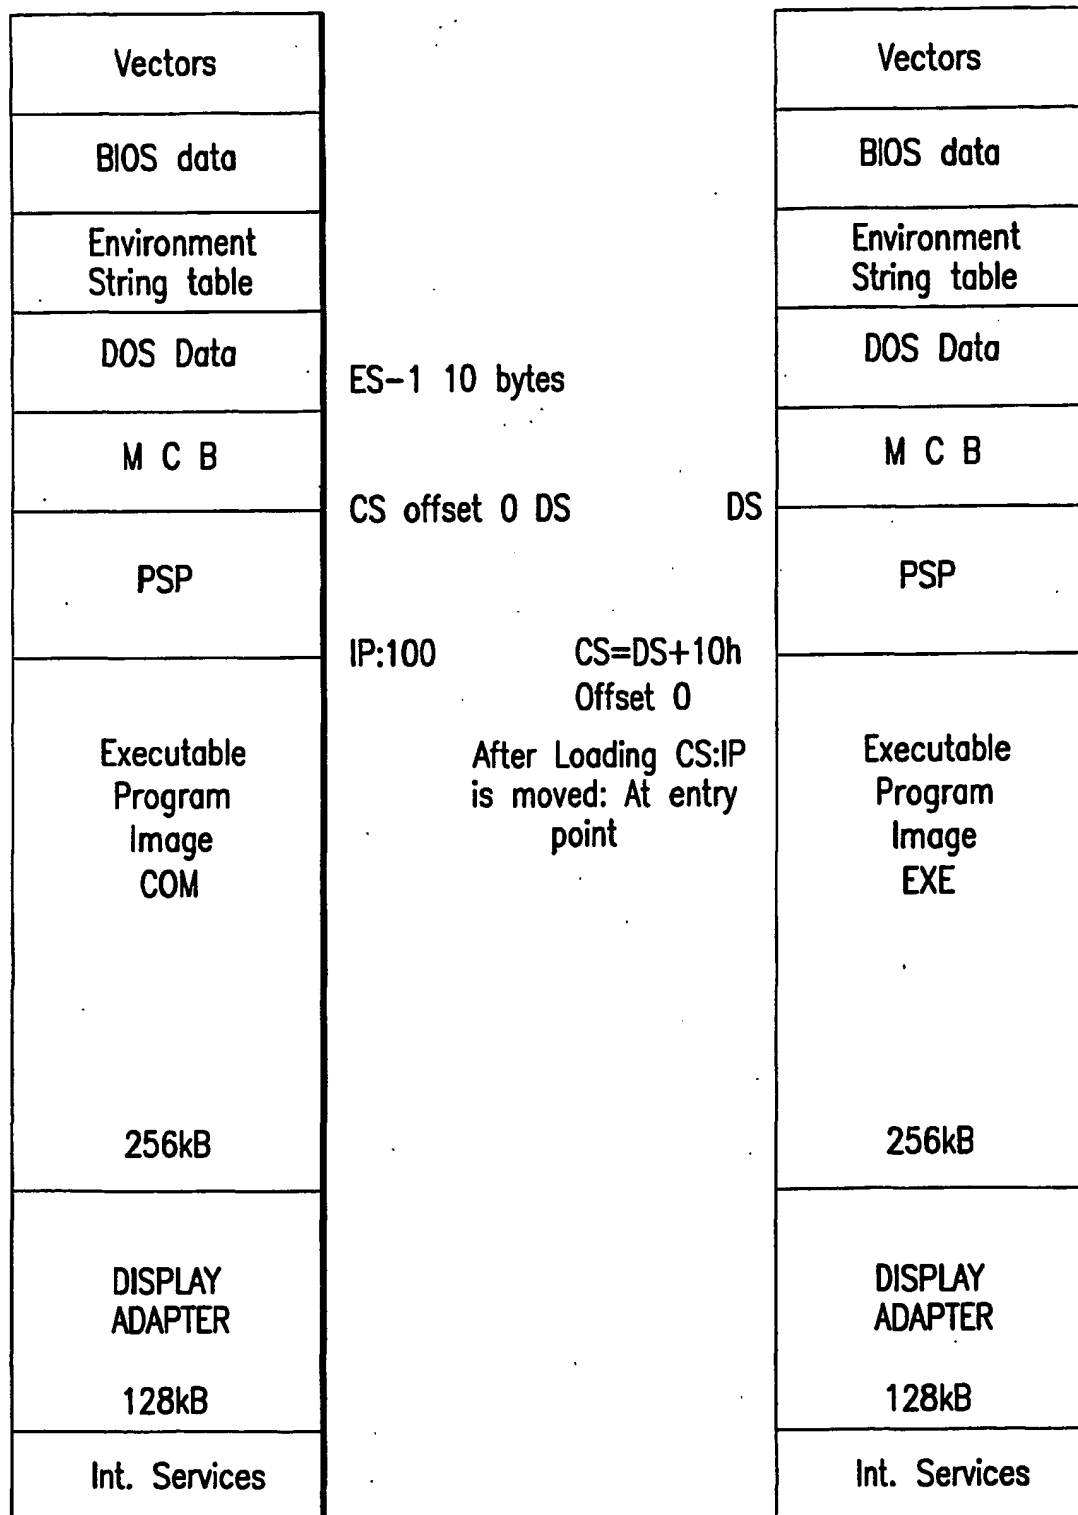 Vectors
BIOS data
Environment
String table
DOS Data
M C B
PSP
Executable
Program
Image
COM
256kB
DISPLAY
ADAPTER
128kB
Int. Services
ES-1 10 bytes
CS offset 0 DS
IP:100
DS
CS=DS+10h
Offset 0
After Loading CS:IP
is moved: At entry
point
Vectors
BIOS data
Environment
String table
DOS Data
M C B
PSP
Executable
Program
Image
EXE
256kB
DISPLAY
ADAPTER
128kB
Int. Services